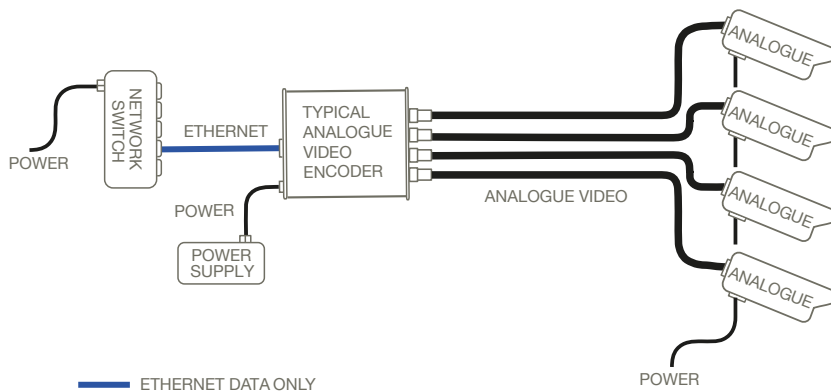 ANALOGUE
NETWORK
SWITCH
TYPICAL
ANALOGUE
VIDEO
ENCODER
ETHERNET
ANALOGUE
POWER
ANALOGUE VIDEO
ANALOGUE
POWER
POWER
SUPPLY
ANALOGUE
POWER
ETHERNET DATA ONLY